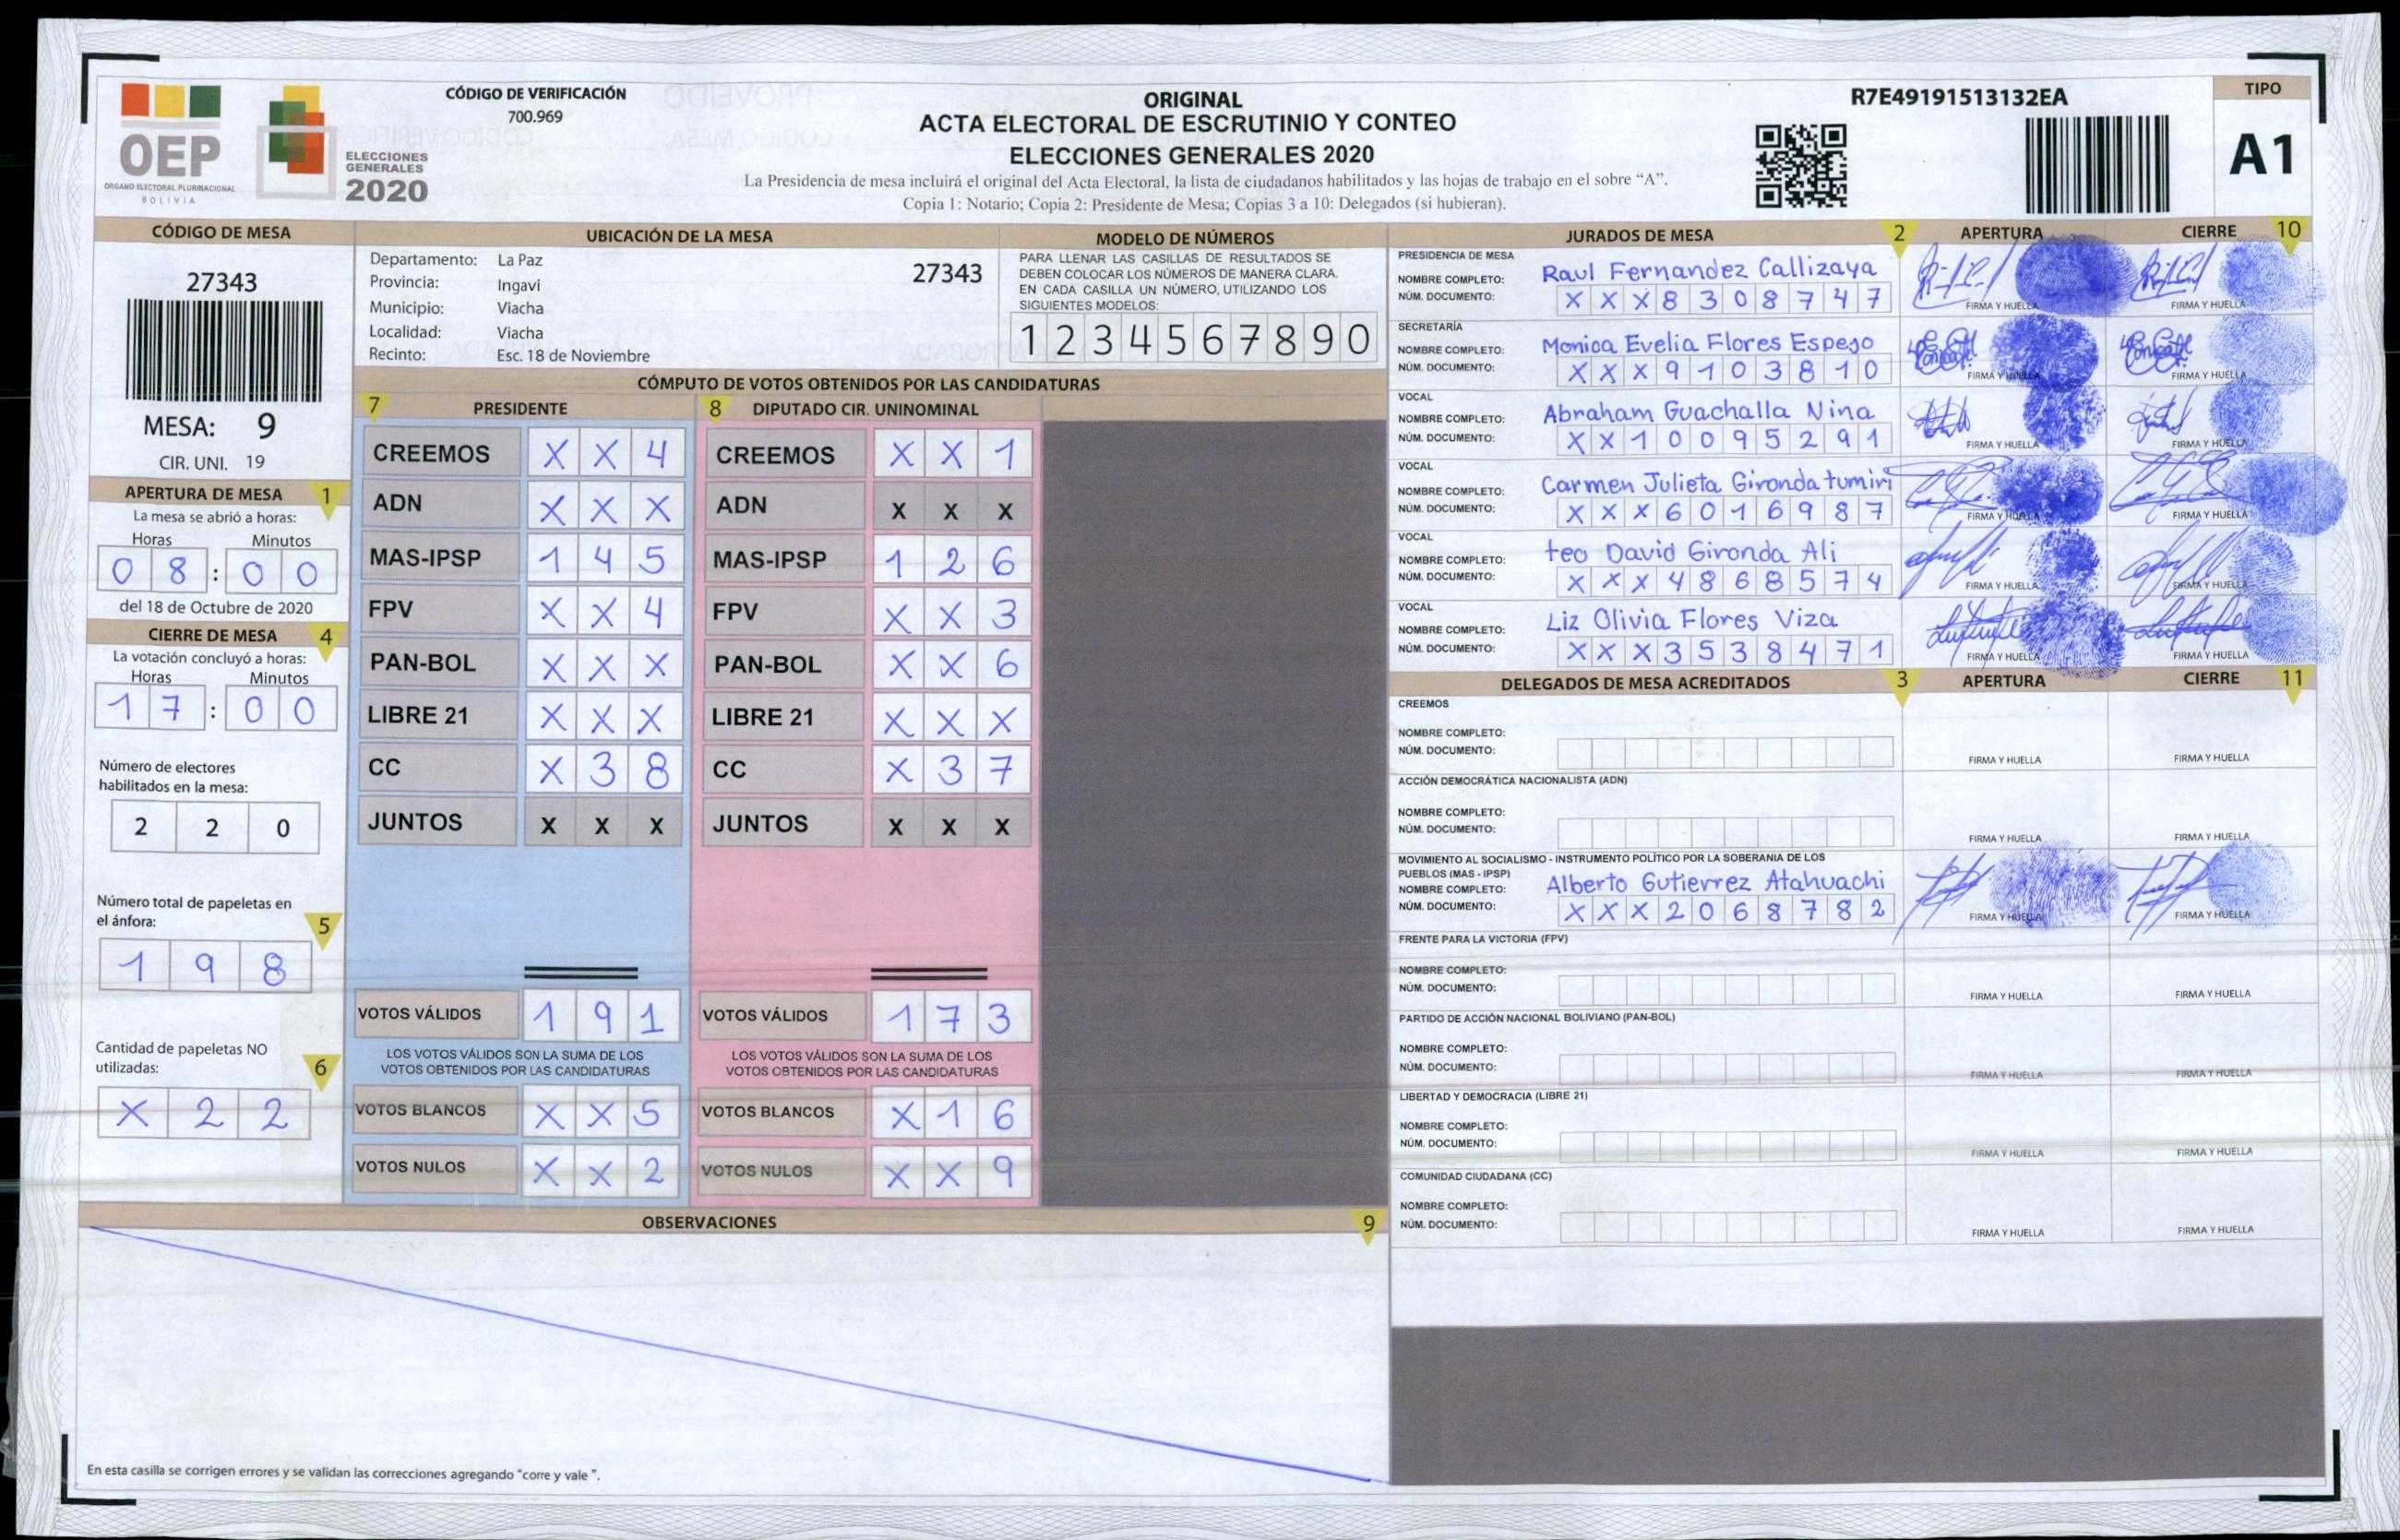 OEP
ÓRGANO ELECTORAL PLURINACIONAL
BOLIVIA
ELECCIONES
GENERALES
2020
CÓDIGO DE VERIFICACIÓN
700.969
ORIGINAL
ACTA ELECTORAL DE ESCRUTINIO Y CONTEO
ELECCIONES GENERALES 2020
La Presidencia de mesa incluirá el original del Acta Electoral, la lista de ciudadanos habilitados y las hojas de trabajo en el sobre “A”.
Copia 1: Notario; Copia 2: Presidente de Mesa; Copias 3 a 10: Delegados (si hubieran).
R7E49191513132EA
TIPO
A1
CÓDIGO DE MESA
27343
MESA: 9
CIR. UNI. 19
APERTURA DE MESA 1
La mesa se abrió a horas:
Horas Minutos
0 8 : 0 0
del 18 de Octubre de 2020
CIERRE DE MESA 4
La votación concluyó a horas:
Horas Minutos
1 7 : 0 0
Número de electores
habilitados en la mesa:
2 2 0
Número total de papeletas en
el ánfora: 5
1 9 8
Cantidad de papeletas NO
utilizadas: 6
X 2 2
UBICACIÓN DE LA MESA
Departamento: La Paz
27343
Provincia: Ingavi
Municipio: Viacha
Localidad: Viacha
Recinto: Esc. 18 de Noviembre
MODELO DE NÚMEROS
PARA LLENAR LAS CASILLAS DE RESULTADOS SE
DEBEN COLOCAR LOS NÚMEROS DE MANERA CLARA.
EN CADA CASILLA UN NÚMERO, UTILIZANDO LOS
SIGUIENTES MODELOS:
1 2 3 4 5 6 7 8 9 0
CÓMPUTO DE VOTOS OBTENIDOS POR LAS CANDIDATURAS
7 PRESIDENTE
CREEMOS X X 4
ADN X X X
MAS-IPSP 1 4 5
FPV X X 4
PAN-BOL X X X
LIBRE 21 X X X
CC X 3 8
JUNTOS X X X
VOTOS VÁLIDOS 1 9 1
LOS VOTOS VÁLIDOS SON LA SUMA DE LOS
VOTOS OBTENIDOS POR LAS CANDIDATURAS
VOTOS BLANCOS X X 5
VOTOS NULOS X X 2
8 DIPUTADO CIR. UNINOMINAL
CREEMOS X X 1
ADN X X X
MAS-IPSP 1 2 6
FPV X X 3
PAN-BOL X X 6
LIBRE 21 X X X
CC X 3 7
JUNTOS X X X
VOTOS VÁLIDOS 1 7 3
LOS VOTOS VÁLIDOS SON LA SUMA DE LOS
VOTOS OBTENIDOS POR LAS CANDIDATURAS
VOTOS BLANCOS X 1 6
VOTOS NULOS X X 9
OBSERVACIONES 9
En esta casilla se corrigen errores y se validan las correcciones agregando "corre y vale ".
JURADOS DE MESA 2 APERTURA CIERRE 10
PRESIDENCIA DE MESA
NOMBRE COMPLETO: Raul Fernandez Callizaya
NÚM. DOCUMENTO: X X X 8 3 0 8 7 4 7
FIRMA Y HUELLA FIRMA Y HUELLA
SECRETARÍA
NOMBRE COMPLETO: Monica Evelia Flores Espejo
NÚM. DOCUMENTO: X X X 9 1 0 3 8 1 0
FIRMA Y HUELLA FIRMA Y HUELLA
VOCAL
NOMBRE COMPLETO: Abraham Guachalla Nina
NÚM. DOCUMENTO: X X 1 0 0 9 5 2 9 1
FIRMA Y HUELLA FIRMA Y HUELLA
VOCAL
NOMBRE COMPLETO: Carmen Julieta Gironda tumiri
NÚM. DOCUMENTO: X X X 6 0 1 6 9 8 7
FIRMA Y HUELLA FIRMA Y HUELLA
VOCAL
NOMBRE COMPLETO: teo David Gironda Ali
NÚM. DOCUMENTO: X X X 4 8 6 8 5 7 4
FIRMA Y HUELLA FIRMA Y HUELLA
VOCAL
NOMBRE COMPLETO: Liz Olivia Flores Viza
NÚM. DOCUMENTO: X X X 3 5 3 8 4 7 1
FIRMA Y HUELLA FIRMA Y HUELLA
DELEGADOS DE MESA ACREDITADOS 3 APERTURA CIERRE 11
CREEMOS
NOMBRE COMPLETO:
NÚM. DOCUMENTO:
FIRMA Y HUELLA FIRMA Y HUELLA
ACCIÓN DEMOCRÁTICA NACIONALISTA (ADN)
NOMBRE COMPLETO:
NÚM. DOCUMENTO:
FIRMA Y HUELLA FIRMA Y HUELLA
MOVIMIENTO AL SOCIALISMO - INSTRUMENTO POLÍTICO POR LA SOBERANIA DE LOS
PUEBLOS (MAS - IPSP)
NOMBRE COMPLETO: Alberto Gutierrez Atahuachi
NÚM. DOCUMENTO: X X X 2 0 6 8 7 8 2
FIRMA Y HUELLA FIRMA Y HUELLA
FRENTE PARA LA VICTORIA (FPV)
NOMBRE COMPLETO:
NÚM. DOCUMENTO:
FIRMA Y HUELLA FIRMA Y HUELLA
PARTIDO DE ACCIÓN NACIONAL BOLIVIANO (PAN-BOL)
NOMBRE COMPLETO:
NÚM. DOCUMENTO:
FIRMA Y HUELLA FIRMA Y HUELLA
LIBERTAD Y DEMOCRACIA (LIBRE 21)
NOMBRE COMPLETO:
NÚM. DOCUMENTO:
FIRMA Y HUELLA FIRMA Y HUELLA
COMUNIDAD CIUDADANA (CC)
NOMBRE COMPLETO:
NÚM. DOCUMENTO:
FIRMA Y HUELLA FIRMA Y HUELLA